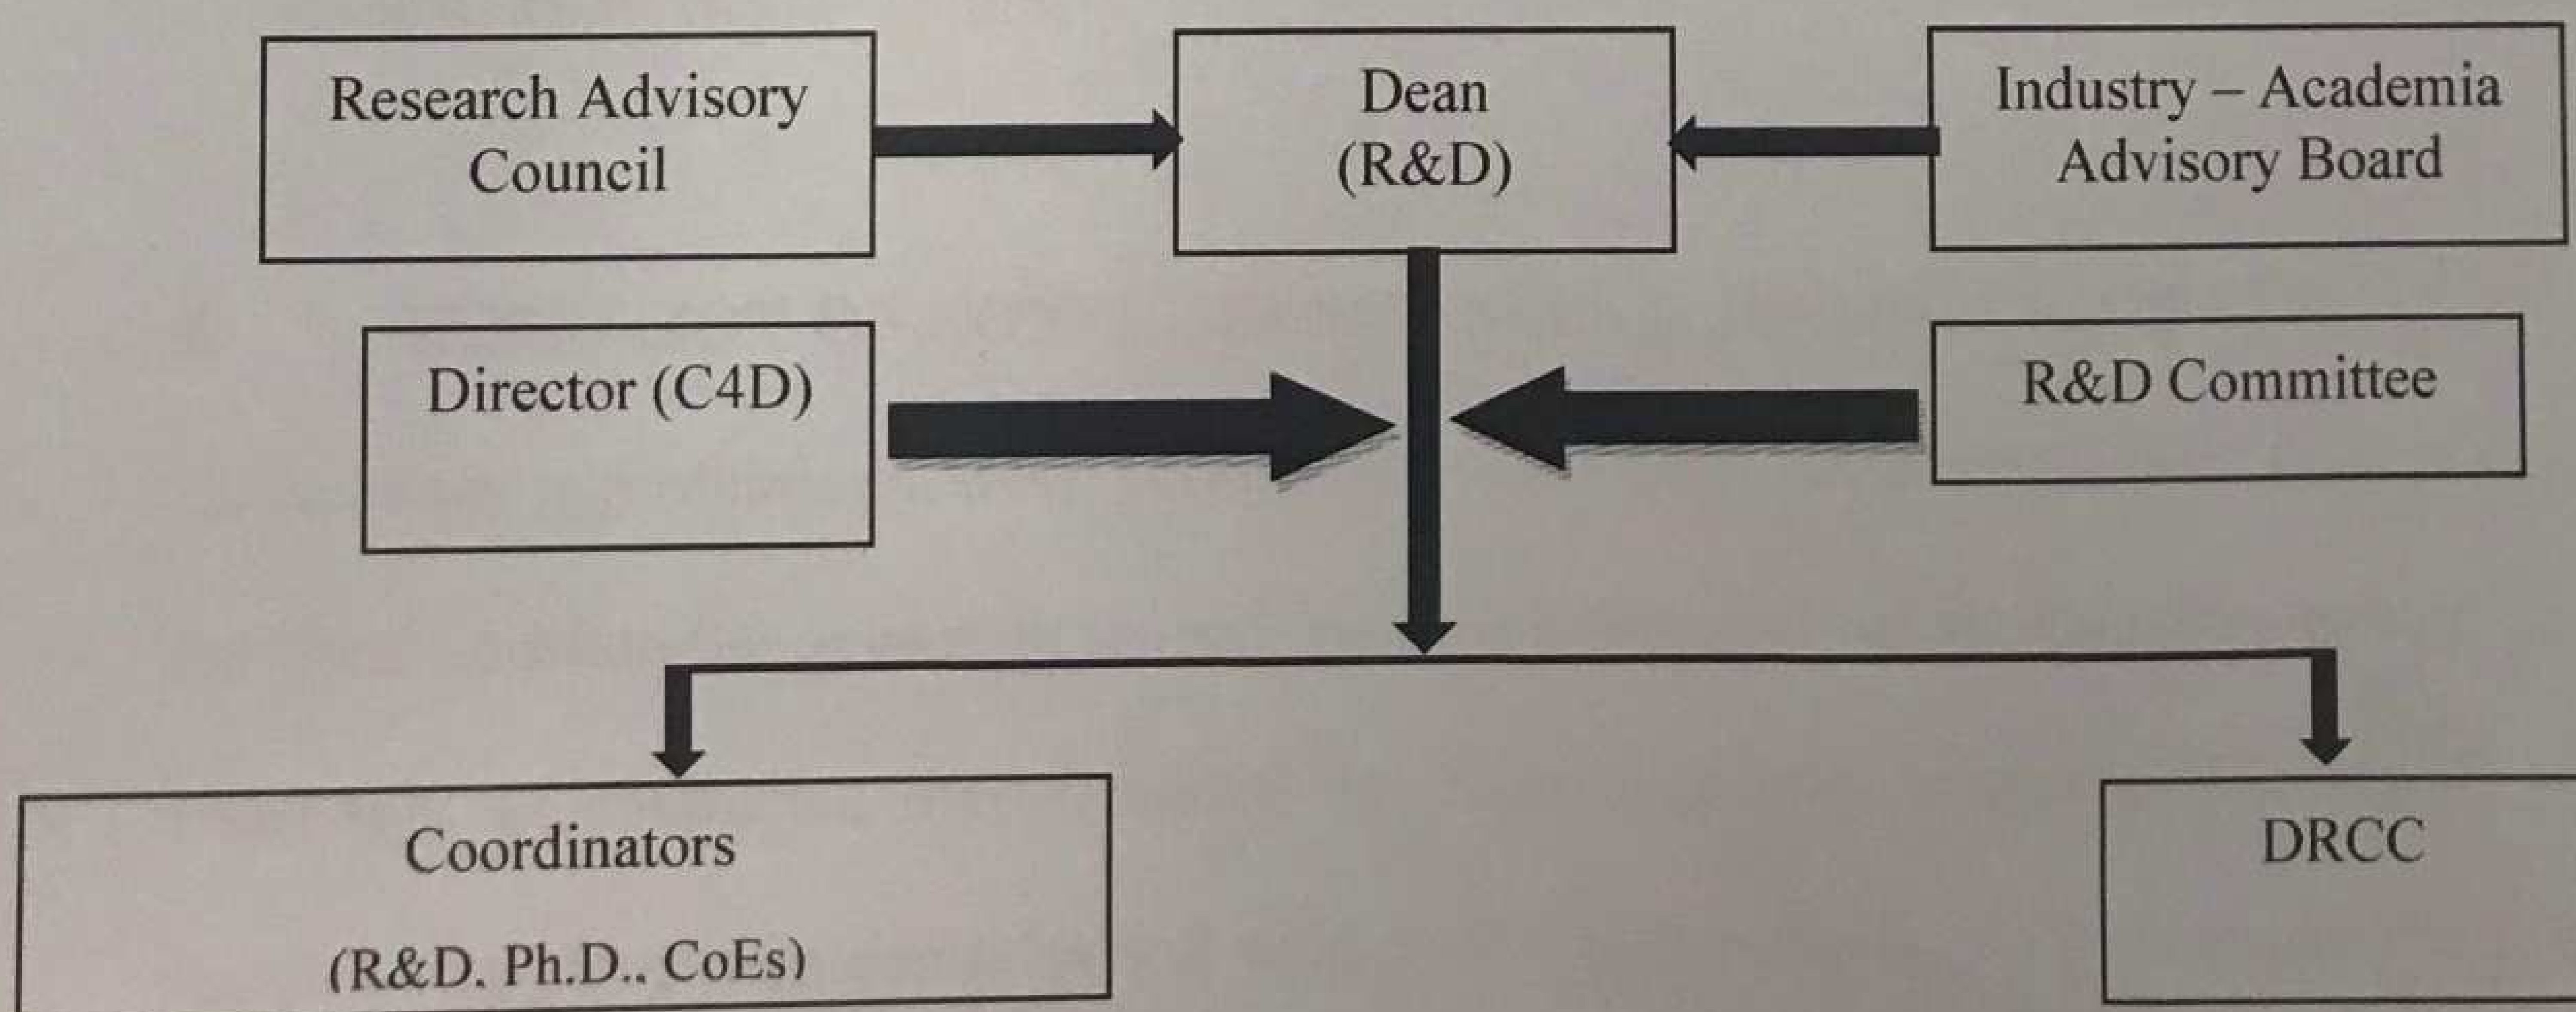 Research Advisory
Council
Dean
(R&D)
Industry – Academia
Advisory Board
Director (C4D)
R&D Committee
Coordinators
(R&D, Ph.D., CoEs)
DRCC